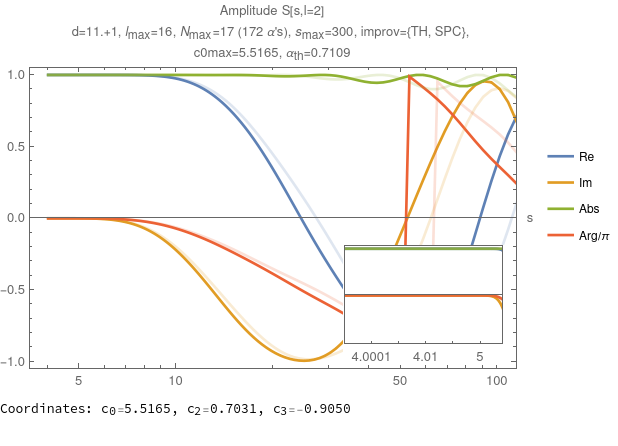 Amplitude S[s,l=2]
d=11.+1, lmax=16, Nmax=17 (172 α's), smax=300, improv={TH, SPC},
c0max=5.5165, αth=0.7109
1.0
0.5
0.0
-0.5
-1.0
5
10
50
100
s
4.0001
4.01
5
Re
Im
Abs
Arg/π
Coordinates: c0=5.5165, c2=0.7031, c3=-0.9050